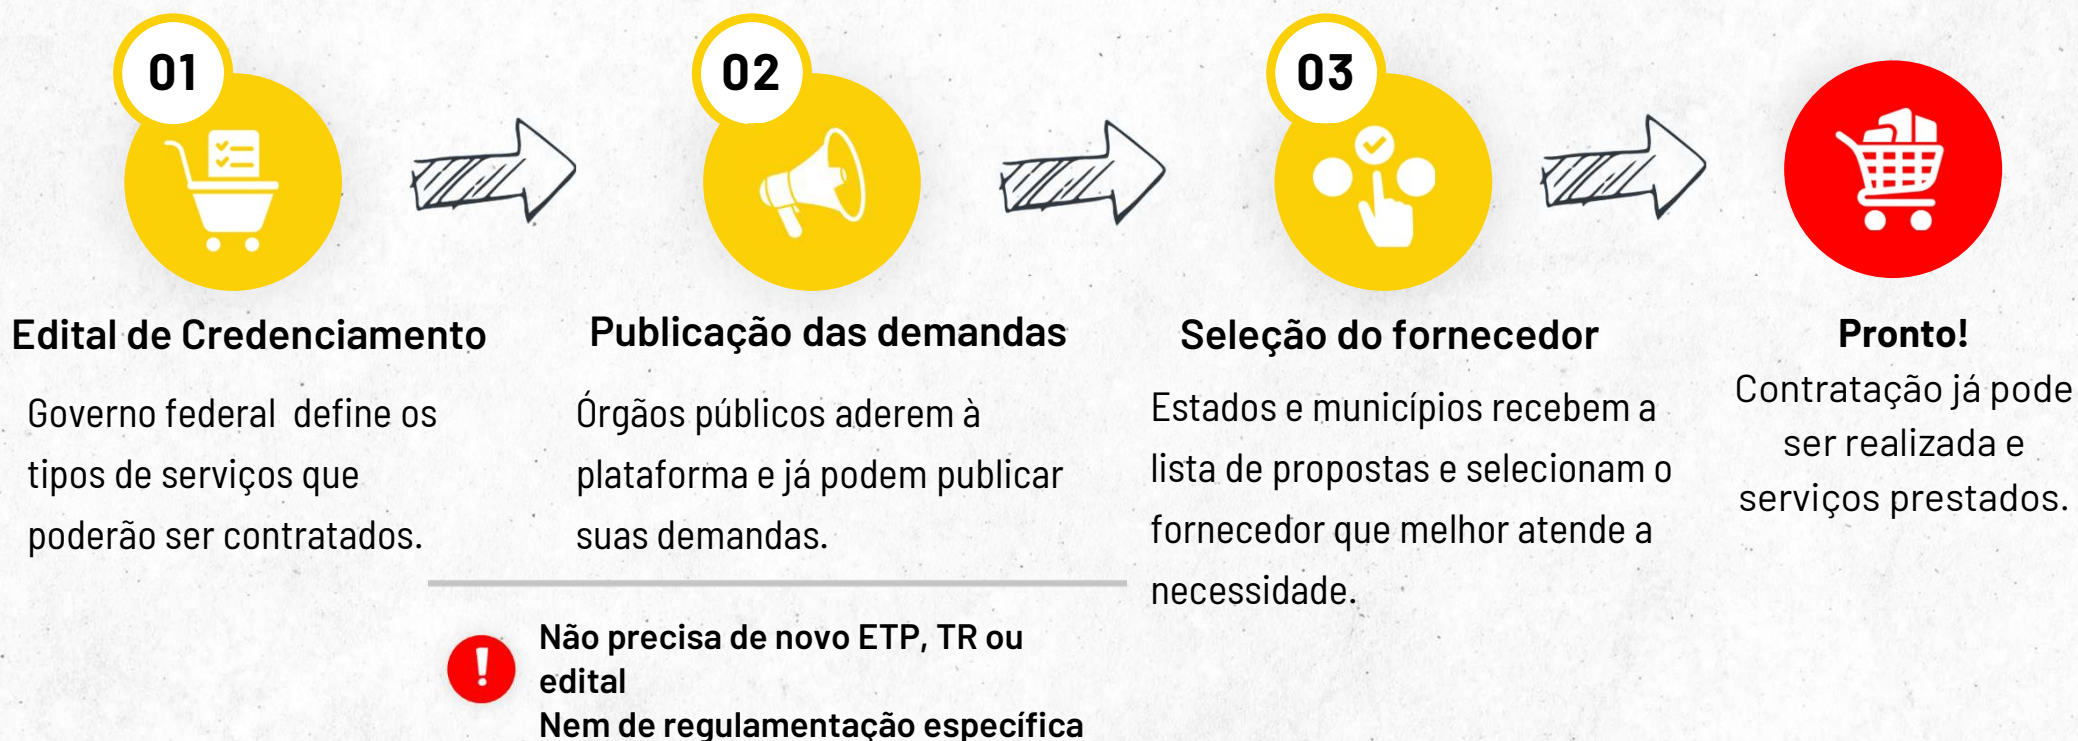 01
Edital de Credenciamento
Governo federal define os
tipos de serviços que
poderão ser contratados.
02
Publicação das demandas
Órgãos públicos aderem à
plataforma e já podem publicar
suas demandas.
!
Não precisa de novo ETP, TR ou
edital
Nem de regulamentação específica
03
Seleção do fornecedor
Estados e municípios recebem a
lista de propostas e selecionam o
fornecedor que melhor atende a
necessidade.
Pronto!
Contratação já pode
ser realizada e
serviços prestados.